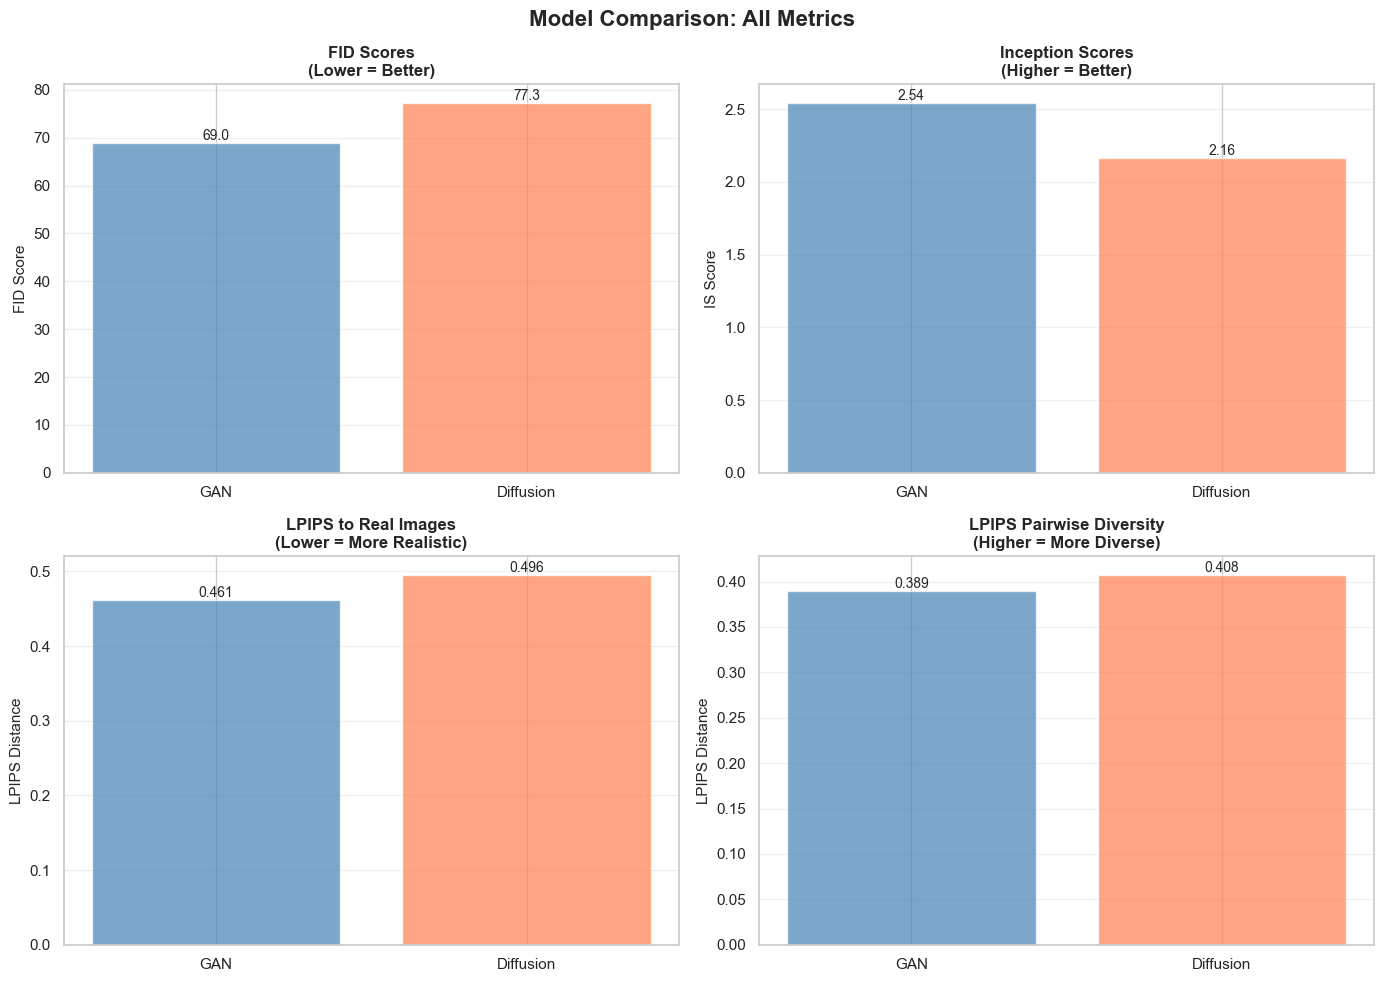 Model Comparison: All Metrics
FID Scores
(Lower = Better)
80
70
60
50
40
30
20
10
0
FID Score
69.0
77.3
GAN
Diffusion
Inception Scores
(Higher = Better)
2.5
2.0
1.5
1.0
0.5
0.0
IS Score
2.54
2.16
GAN
Diffusion
LPIPS to Real Images
(Lower = More Realistic)
0.5
0.4
0.3
0.2
0.1
0.0
LPIPS Distance
0.461
0.496
GAN
Diffusion
LPIPS Pairwise Diversity
(Higher = More Diverse)
0.40
0.35
0.30
0.25
0.20
0.15
0.10
0.05
0.00
LPIPS Distance
0.389
0.408
GAN
Diffusion